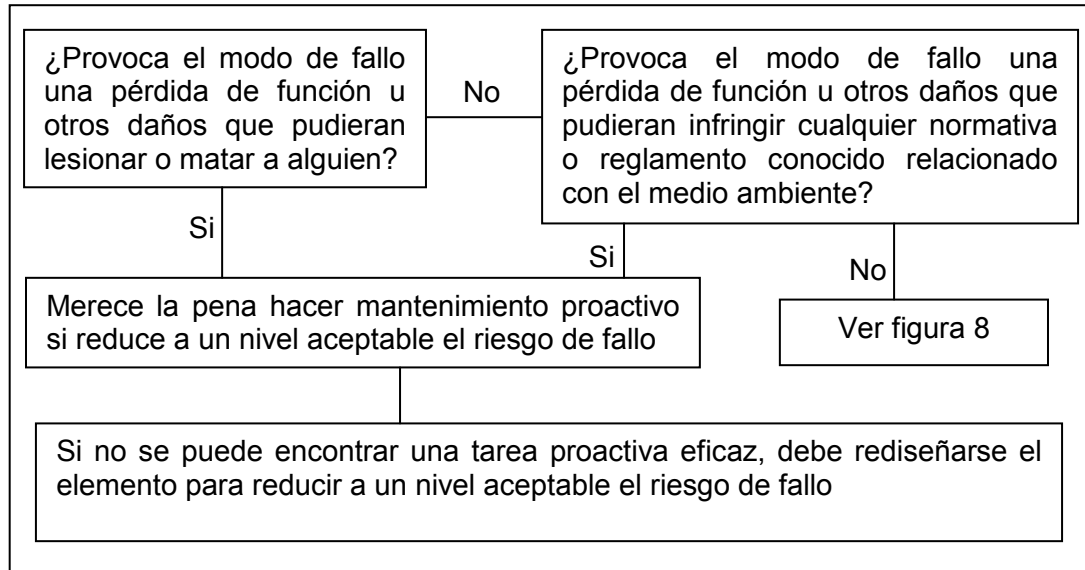 ¿Provoca el modo de fallo
una pérdida de función u
otros daños que pudieran
lesionar o matar a alguien?
No
¿Provoca el modo de fallo una
pérdida de función u otros daños que
pudieran infringir cualquier normativa
o reglamento conocido relacionado
con el medio ambiente?
Si
Si
No
Merece la pena hacer mantenimiento proactivo
si reduce a un nivel aceptable el riesgo de fallo
Ver figura 8
Si no se puede encontrar una tarea proactiva eficaz, debe rediseñarse el
elemento para reducir a un nivel aceptable el riesgo de fallo